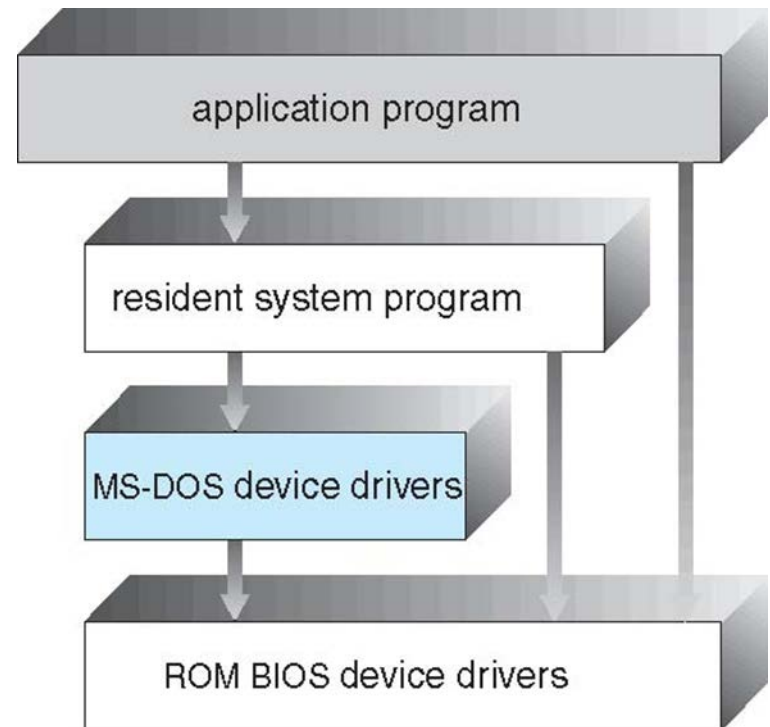 application program
resident system program
MS-DOS device drivers
ROM BIOS device drivers